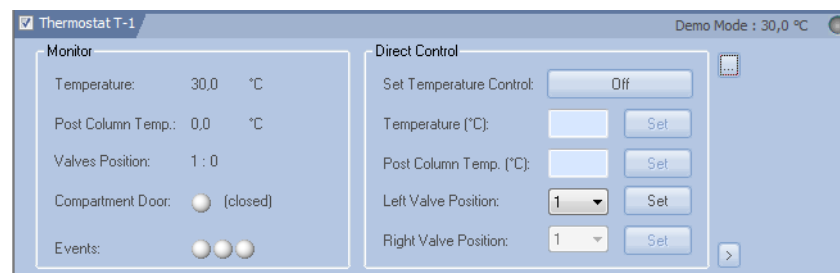 Thermostat T-1
Demo Mode : 30,0 ºC
Monitor
Temperature: 30,0 °C
Post Column Temp.: 0,0 °C
Valves Position: 1 : 0
Compartment Door: (closed)
Events:
Direct Control
Set Temperature Control: Off
Temperature (°C): Set
Post Column Temp. (°C): Set
Left Valve Position: 1 Set
Right Valve Position: 1 Set
...
>